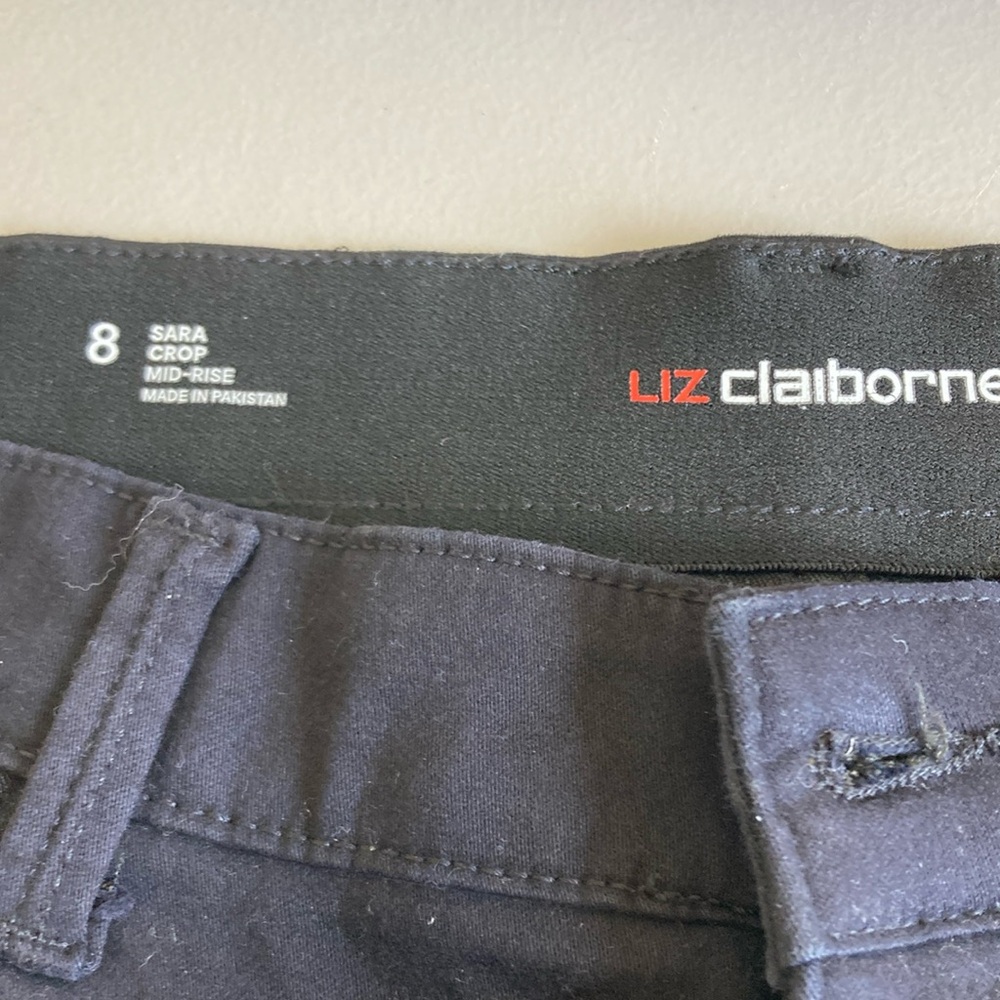 8
SARA
CROP
MID-RISE
MADE IN PAKISTAN
LIZ claiborne